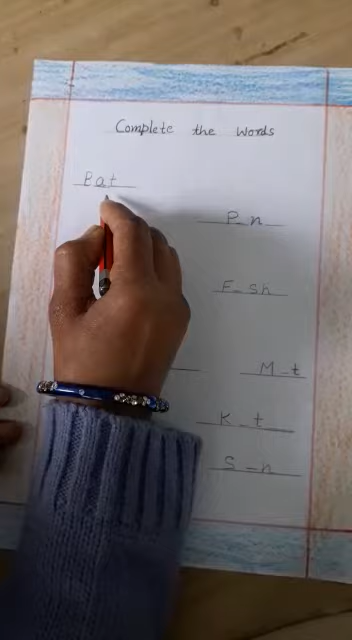 Complete the Words
Bat
P_n
F_sh
M_t
K_t
S_n